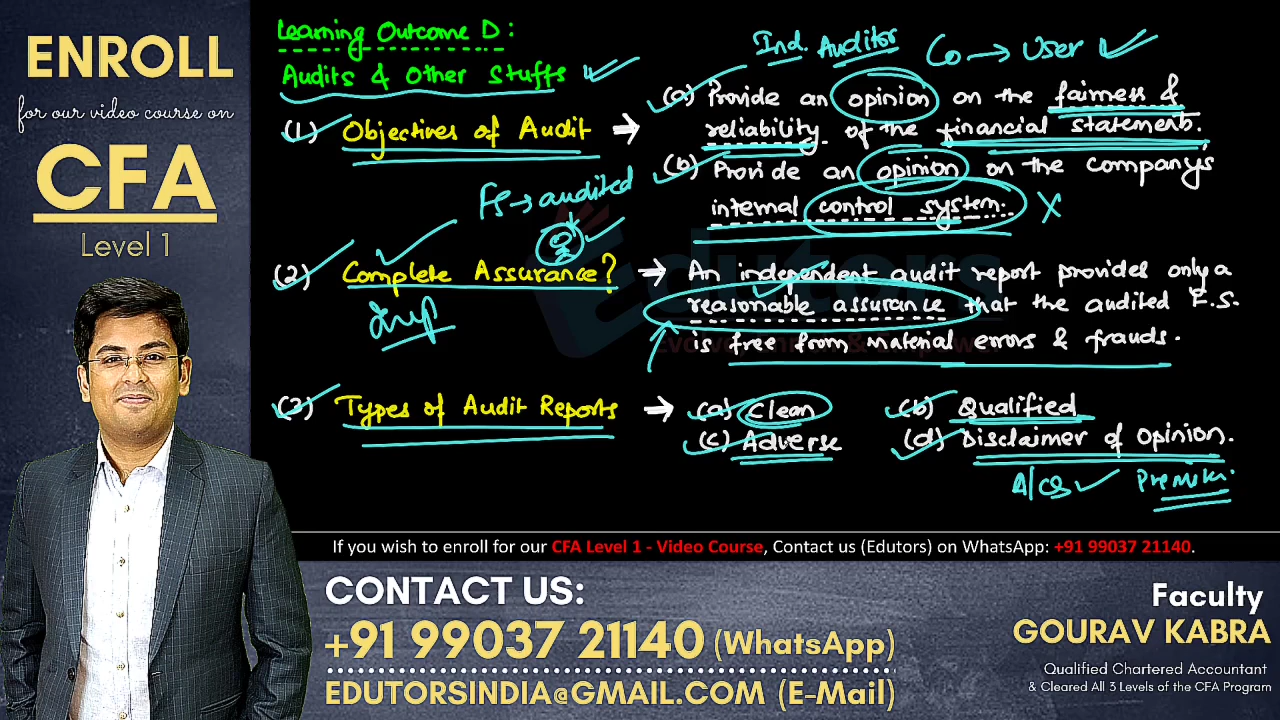 ENROLL
for our video course on
CFA
Level 1
Learning Outcome D:
Audits & Other Stuffs
Ind. Auditor Co → User
(1) Objectives of Audit ⇒ (a) Provide an opinion on the fairness &
reliability of the financial statements.
(b) Provide an opinion on the companys
internal control system. X
FS → audited
(2) Complete Assurance? → An independent audit report provides only a
reasonable assurance that the audited F.S.
is free from material errors & frauds.
Imp
(3) Types of Audit Reports → (a) Clean (b) Qualified
(c) Adverse (d) Disclaimer of Opinion.
A/cs
Edutors
If you wish to enroll for our CFA Level 1 - Video Course, Contact us (Edutors) on WhatsApp: +91 99037 21140.
CONTACT US:
+91 99037 21140 (WhatsApp)
EDUTORSINDIA@GMAIL.COM (E-Mail)
Faculty
GOURAV KABRA
Qualified Chartered Accountant
& Cleared All 3 Levels of the CFA Program